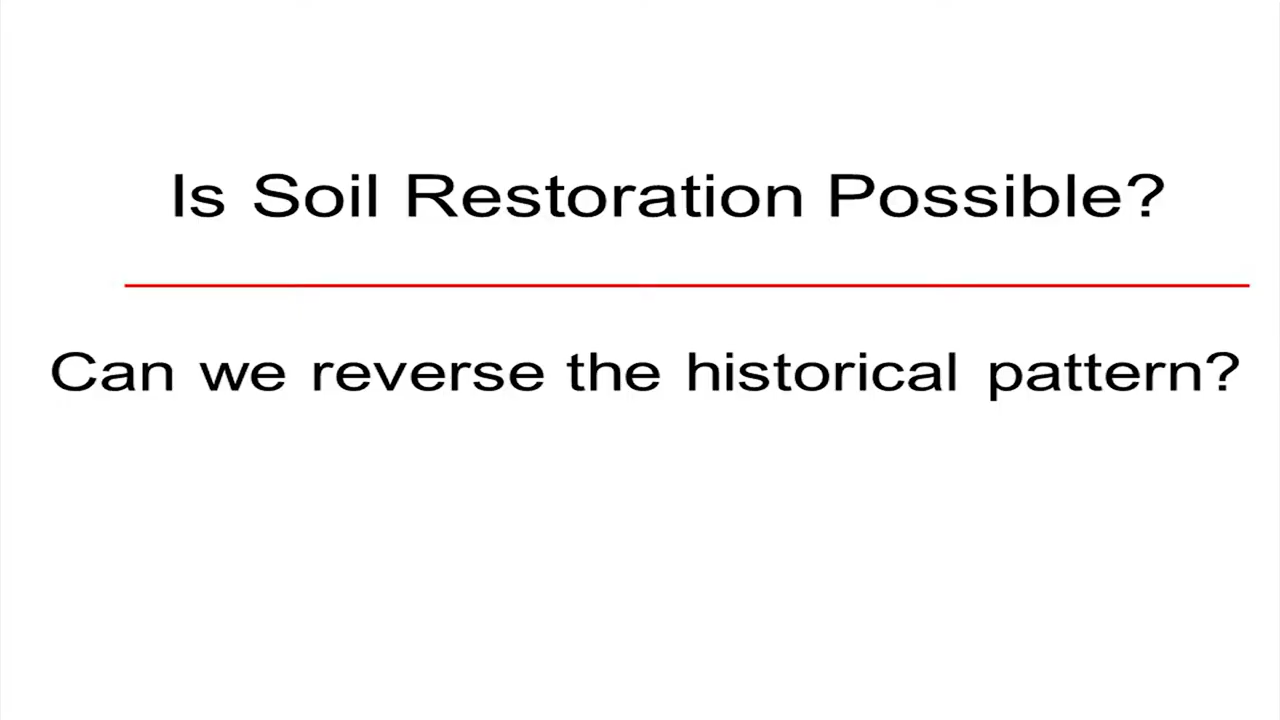 Is Soil Restoration Possible?
Can we reverse the historical pattern?